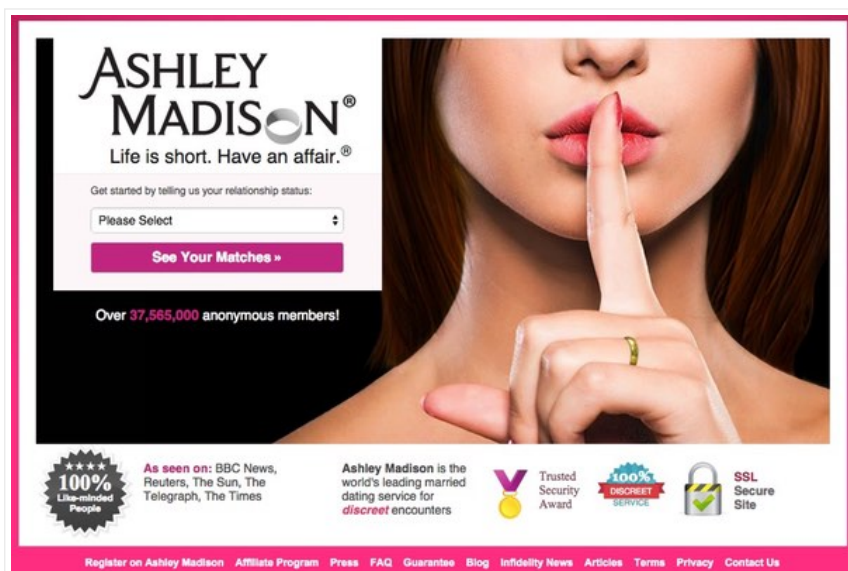 ASHLEY
MADISON®
Life is short. Have an affair.®
Get started by telling us your relationship status:
Please Select
See Your Matches »
Over 37,565,000 anonymous members!
100%
Like-minded
People
As seen on: BBC News,
Reuters, The Sun, The
Telegraph, The Times
Ashley Madison is the
world's leading married
dating service for
discreet encounters
Trusted
Security
Award
100%
DISCREET
SERVICE
SSL
Secure
Site
Register on Ashley Madison Affiliate Program Press FAQ Guarantee Blog Infidelity News Articles Terms Privacy Contact Us